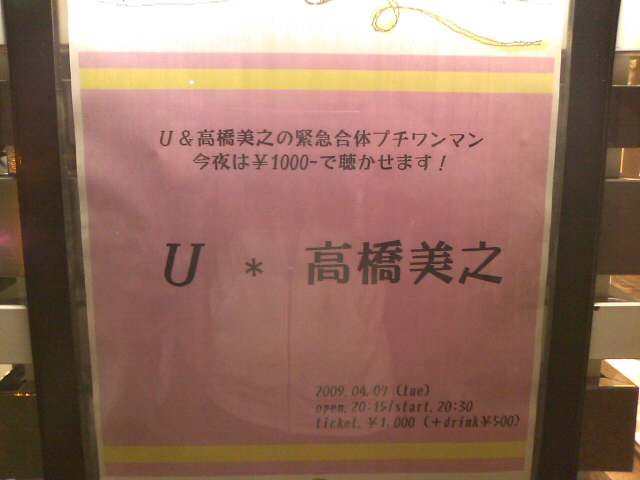 U&高橋美之の緊急合体プチワンマン
今夜は¥1000-で聴かせます!
U * 高橋美之
2009.04.07 (tue)
open.20:15/start.20:30
ticket.¥1,000 (+drink¥500)